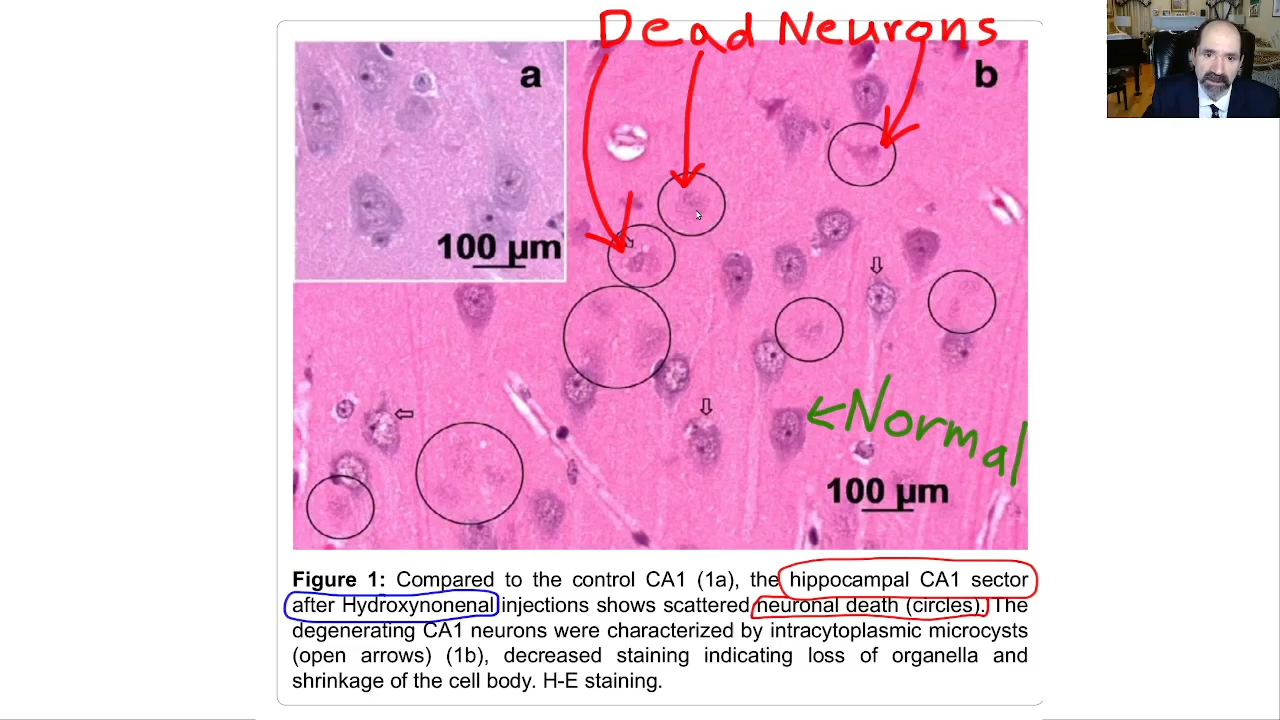 Dead Neurons
a
b
100 µm
Normal
100 µm
Figure 1: Compared to the control CA1 (1a), the hippocampal CA1 sector
after Hydroxynonenal injections shows scattered neuronal death (circles). The
degenerating CA1 neurons were characterized by intracytoplasmic microcysts
(open arrows) (1b), decreased staining indicating loss of organella and
shrinkage of the cell body. H-E staining.